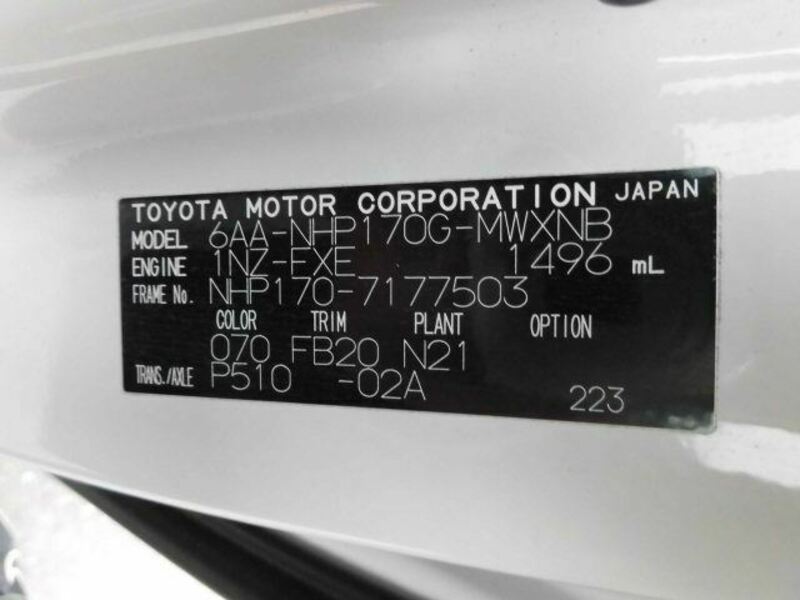 TOYOTA MOTOR CORPORATION JAPAN
MODEL 6AA-NHP170G-MWXNB
ENGINE 1NZ-FXE 1496 mL
FRAME No. NHP170-7177503
COLOR TRIM PLANT OPTION
070 FB20 N21
TRANS./AXLE P510 -02A
223